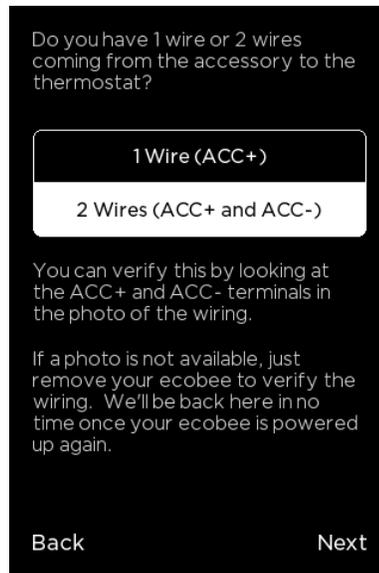 Do you have 1 wire or 2 wires
coming from the accessory to the
thermostat?
1 Wire (ACC+)
2 Wires (ACC+ and ACC-)
You can verify this by looking at
the ACC+ and ACC- terminals in
the photo of the wiring.
If a photo is not available, just
remove your ecobee to verify the
wiring. We'll be back here in no
time once your ecobee is powered
up again.
Back
Next